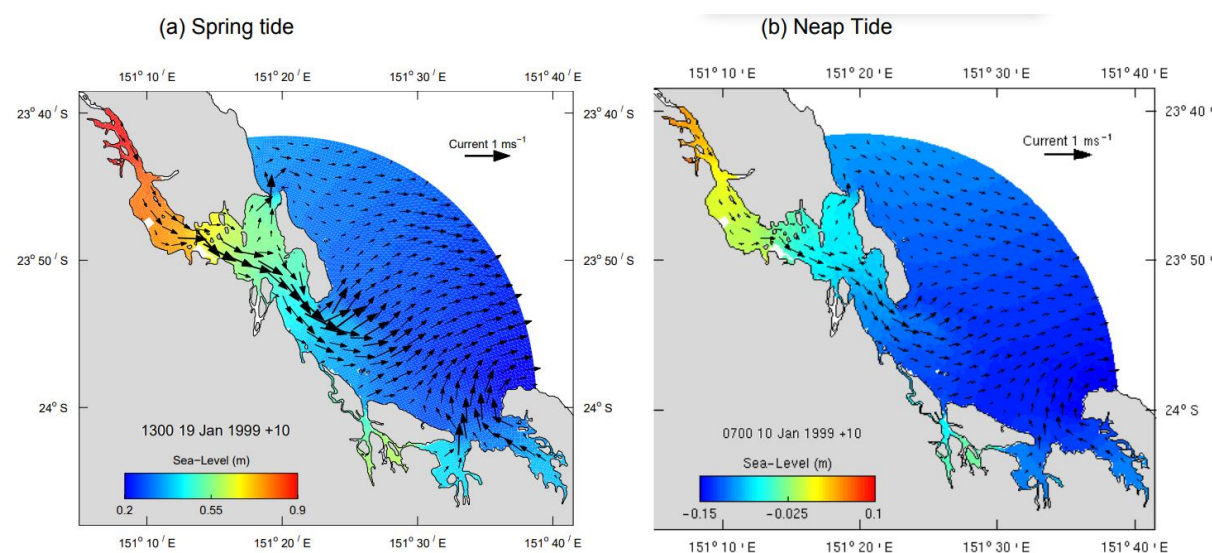 (a) Spring tide
151° 10' E 151° 20' E 151° 30' E 151° 40' E
23° 40' S
Current 1 ms⁻¹
23° 50' S
24° S
1300 19 Jan 1999 +10
Sea-Level (m)
0.2 0.55 0.9
151° 10' E 151° 20' E 151° 30' E 151° 40' E
(b) Neap Tide
151° 10' E 151° 20' E 151° 30' E 151° 40' E
23° 40' S
Current 1 ms⁻¹
23° 50' S
24° S
0700 10 Jan 1999 +10
Sea-Level (m)
-0.15 -0.025 0.1
151° 10' E 151° 20' E 151° 30' E 151° 40' E